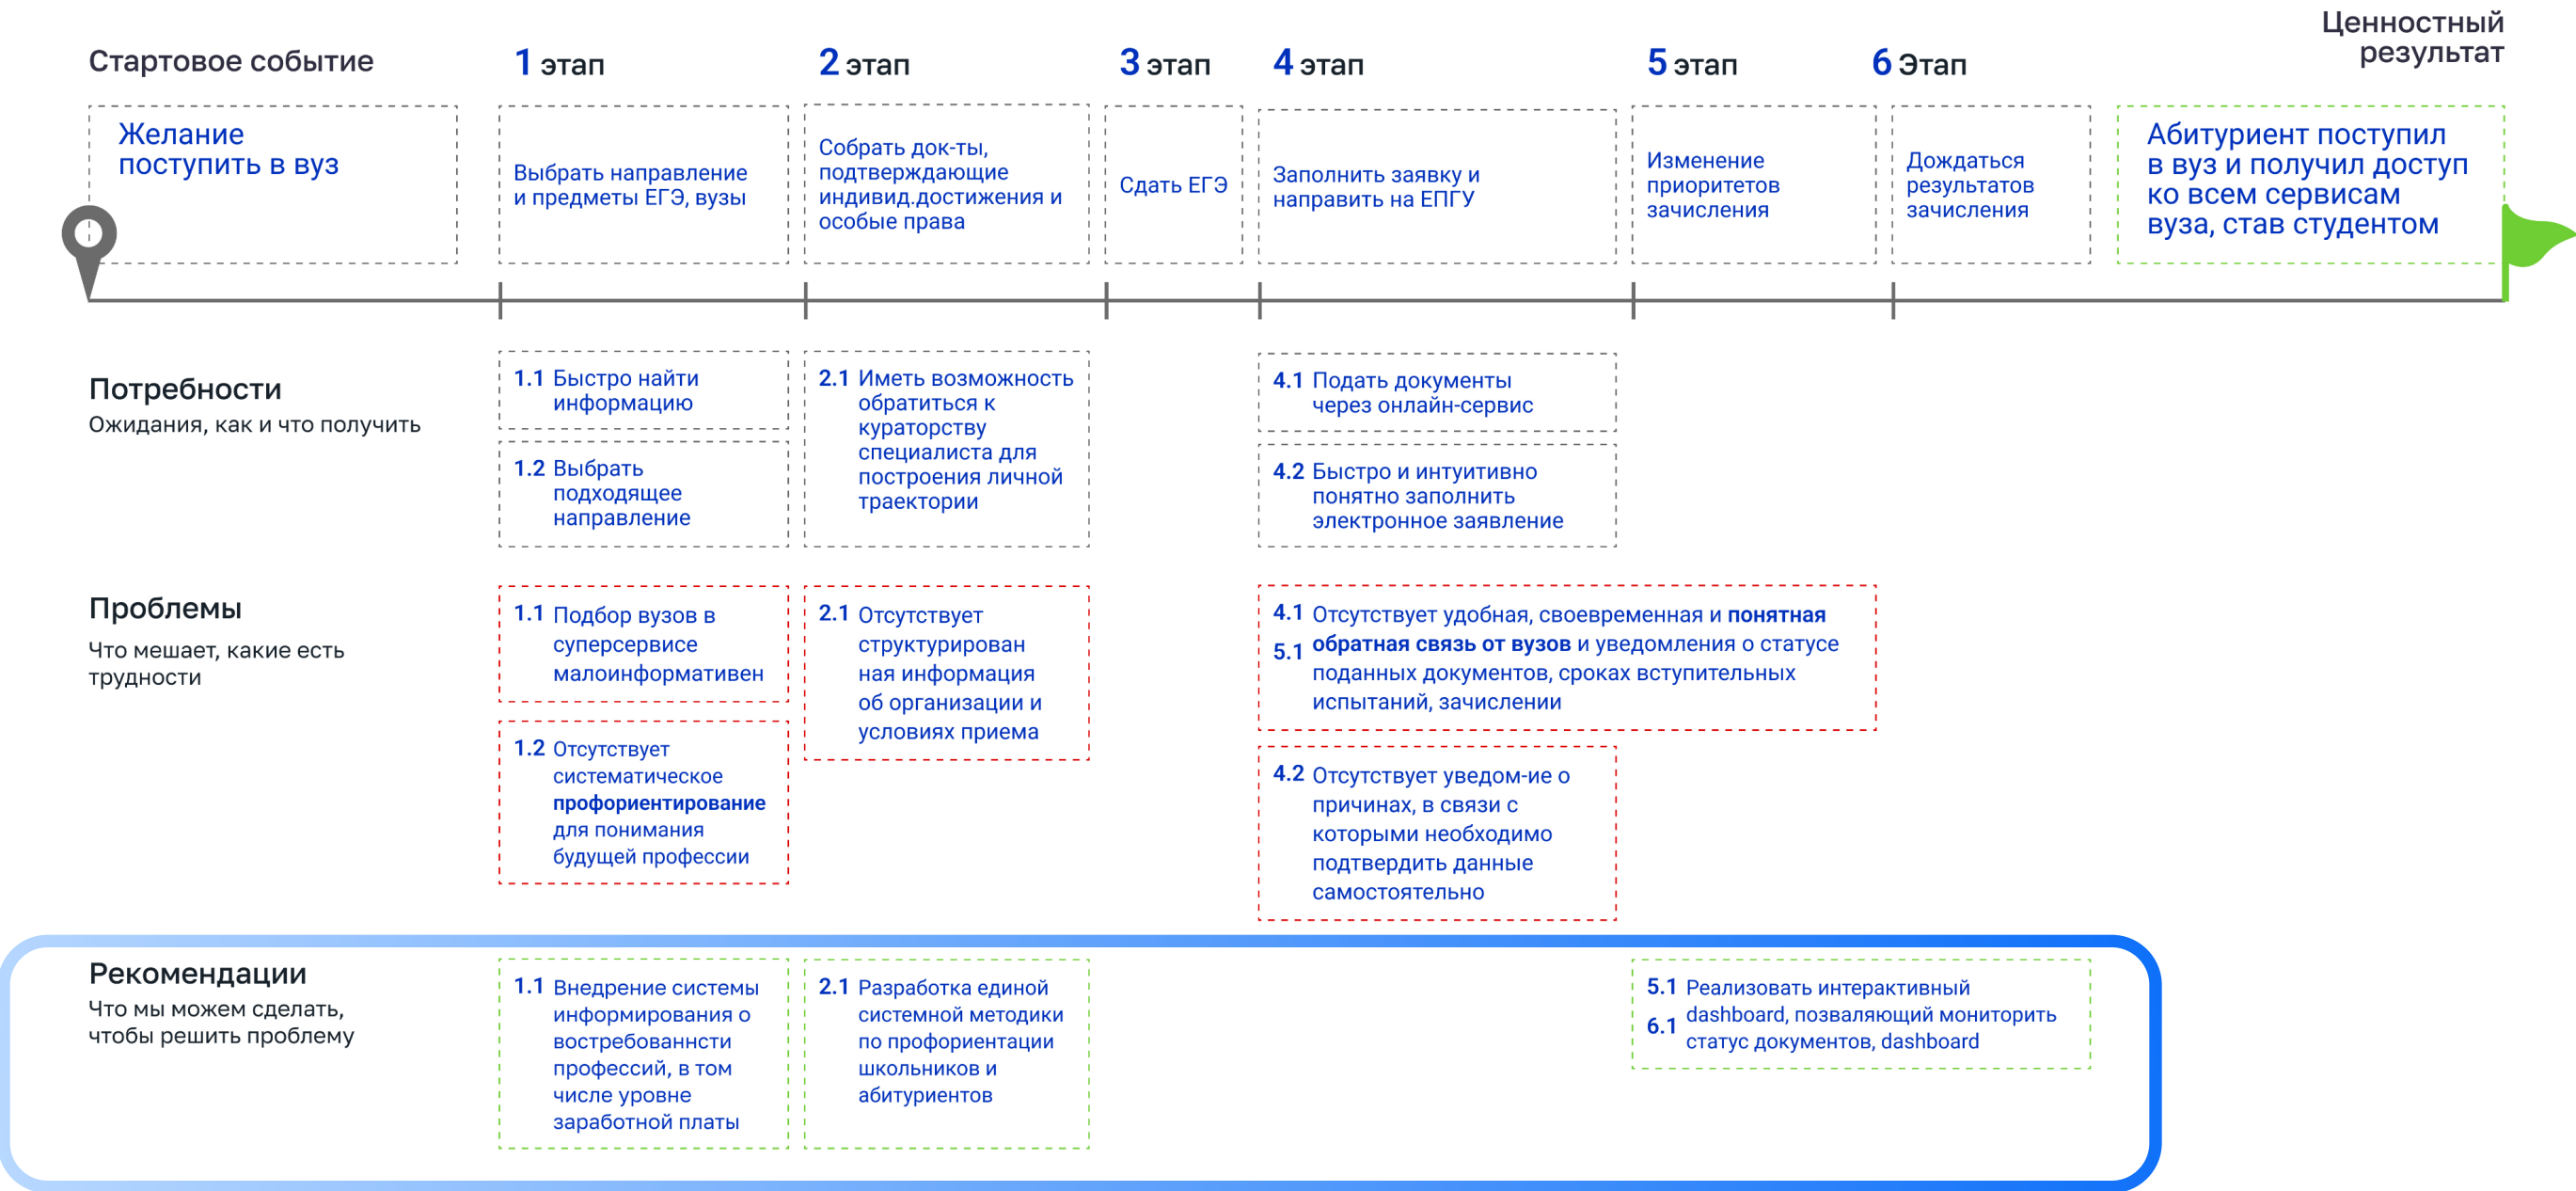 Стартовое событие
1 этап
2 этап
3 этап
4 этап
5 этап
6 Этап
Ценностный
результат
Желание
поступить в вуз
Выбрать направление
и предметы ЕГЭ, вузы
Собрать док-ты,
подтверждающие
индивид.достижения и
особые права
Сдать ЕГЭ
Заполнить заявку и
направить на ЕПГУ
Изменение
приоритетов
зачисления
Дождаться
результатов
зачисления
Абитуриент поступил
в вуз и получил доступ
ко всем сервисам
вуза, став студентом
Потребности
Ожидания, как и что получить
1.1 Быстро найти
информацию
1.2 Выбрать
подходящее
направление
2.1 Иметь возможность
обратиться к
кураторству
специалиста для
построения личной
траектории
4.1 Подать документы
через онлайн-сервис
4.2 Быстро и интуитивно
понятно заполнить
электронное заявление
Проблемы
Что мешает, какие есть
трудности
1.1 Подбор вузов в
суперсервисе
малоинформативен
1.2 Отсутствует
систематическое
профориентирование
для понимания
будущей профессии
2.1 Отсутствует
структурирован
ная информация
об организации и
условиях приема
4.1 Отсутствует удобная, своевременная и понятная
5.1 обратная связь от вузов и уведомления о статусе
поданных документов, сроках вступительных
испытаний, зачислении
4.2 Отсутствует уведом-ие о
причинах, в связи с
которыми необходимо
подтвердить данные
самостоятельно
Рекомендации
Что мы можем сделать,
чтобы решить проблему
1.1 Внедрение системы
информирования о
востребованнсти
профессий, в том
числе уровне
заработной платы
2.1 Разработка единой
системной методики
по профориентации
школьников и
абитуриентов
5.1 Реализовать интерактивный
6.1 dashboard, позваляющий мониторить
статус документов, dashboard